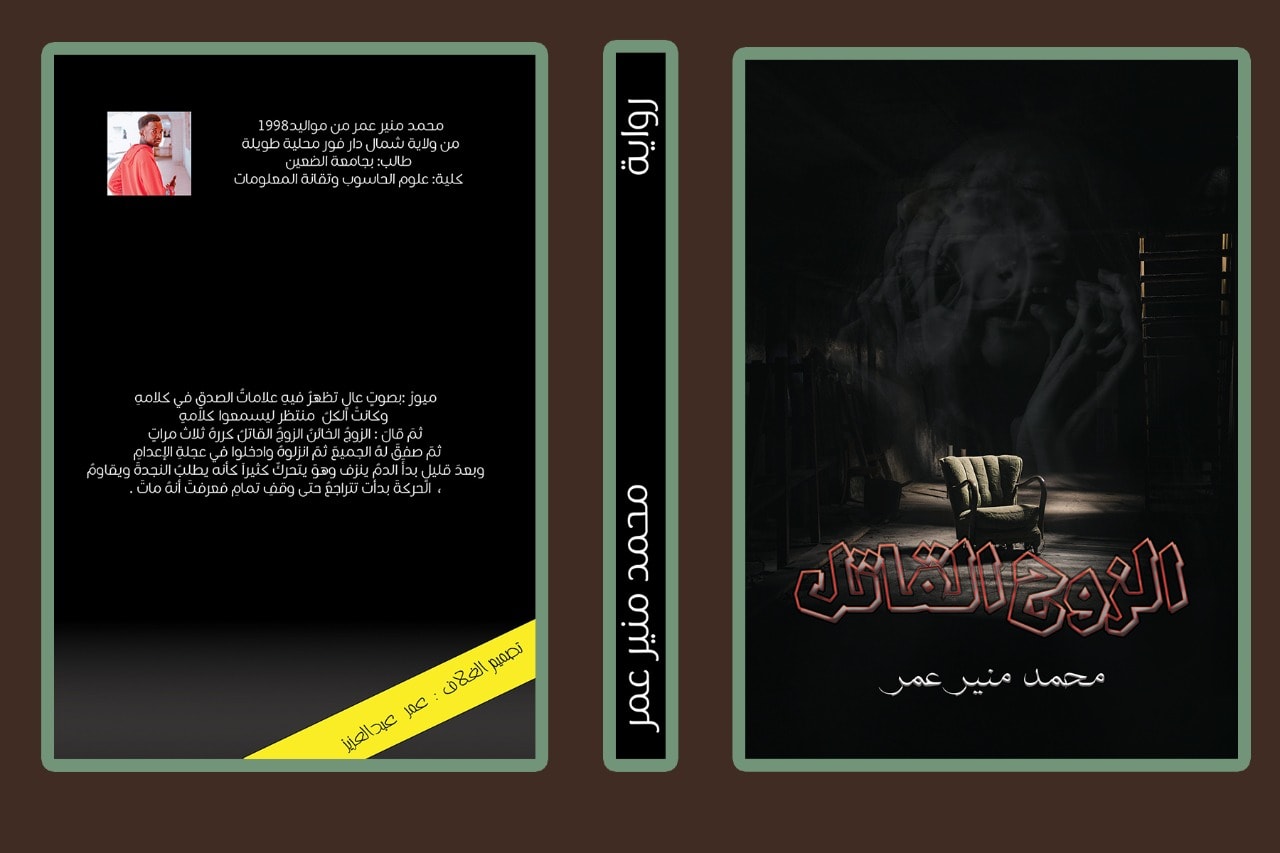 محمد منير عمر من مواليد1998
من ولاية شمال دار فور محلية طويلة
طالب: بجامعة الضعين
كلية: علوم الحاسوب وتقانة المعلومات
ميوز :بصوتٍ عالٍ تظهرُ فيهِ علاماتُ الصدقِ في كلامهِ
وكانتْ الكلّ منتظر ليسمعوا كلامهِ
ثمَ قالَ : الزوجُ الخائنُ الزوجُ القاتلُ كررهُ ثلاث مراتٍ
ثمَ صفقَ لهُ الجميعَ ثمَ انزلوهُ وادخلوا في عجلةِ الإعدامِ
وبعدَ قليلٍ بدأَ الدمُ ينزف وهوَ يتحركُ كثيراَ كأنه يطلبَ النجدةَ ويقاومُ
، الحركةَ بدأت تتراجعُ حتى وقفِ تمامِ فعرفتَ أنهُ ماتَ .
تصميم الغلاف : عمر عبدالعزيز
رواية
محمد منير عمر
الزوج القاتل
محمد منير عمر